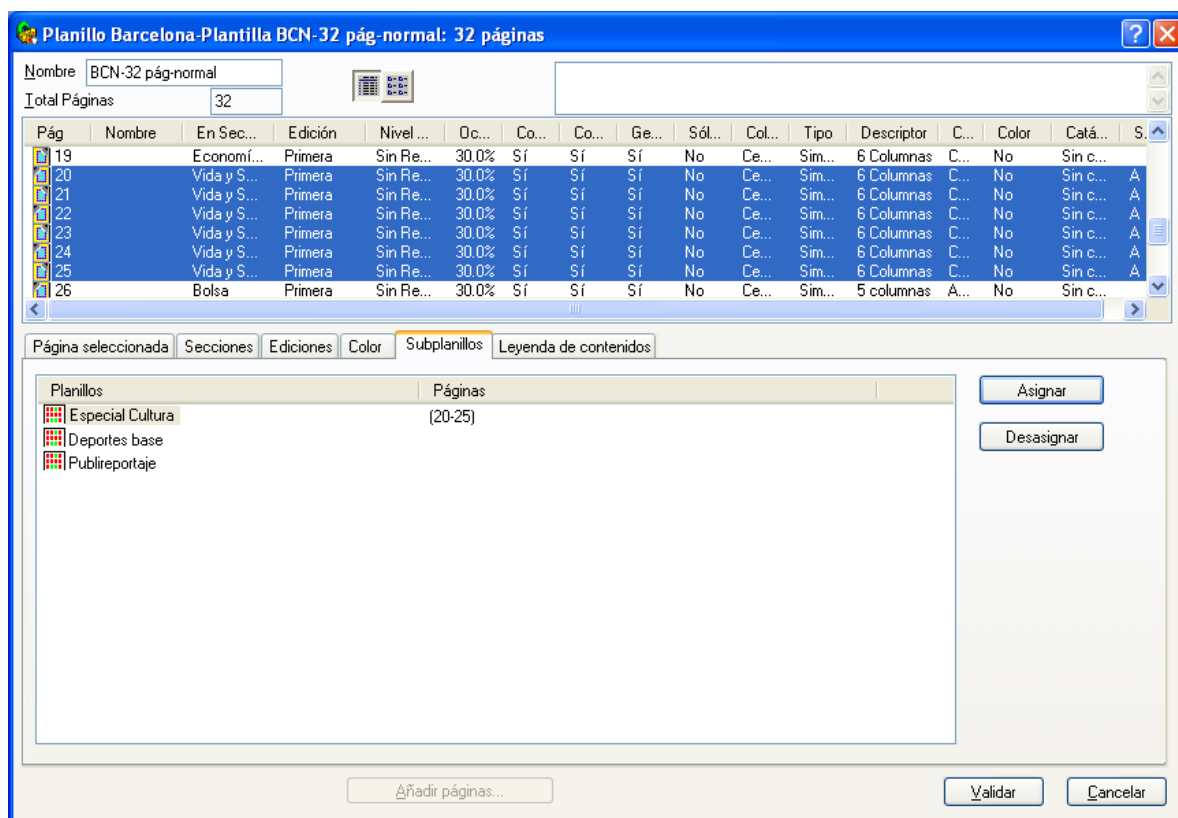 Planillo Barcelona-Plantilla BCN-32 pág-normal: 32 páginas
Nombre BCN-32 pág-normal
Total Páginas 32
Pág Nombre En Sec... Edición Nivel ... Oc... Co... Co... Ge... Sól... Col... Tipo Descriptor C... Color Catá... S.
19 Economí... Primera Sin Re... 30.0% Sí Sí Sí No Ce... Sim... 6 Columnas C... No Sin c...
20 Vida y S... Primera Sin Re... 30.0% Sí Sí Sí No Ce... Sim... 6 Columnas C... No Sin c... A
21 Vida y S... Primera Sin Re... 30.0% Sí Sí Sí No Ce... Sim... 6 Columnas C... No Sin c... A
22 Vida y S... Primera Sin Re... 30.0% Sí Sí Sí No Ce... Sim... 6 Columnas C... No Sin c... A
23 Vida y S... Primera Sin Re... 30.0% Sí Sí Sí No Ce... Sim... 6 Columnas C... No Sin c... A
24 Vida y S... Primera Sin Re... 30.0% Sí Sí Sí No Ce... Sim... 6 Columnas C... No Sin c... A
25 Vida y S... Primera Sin Re... 30.0% Sí Sí Sí No Ce... Sim... 6 Columnas C... No Sin c... A
26 Bolsa Primera Sin Re... 30.0% Sí Sí Sí No Ce... Sim... 5 columnas A... No Sin c...
Página seleccionada Secciones Ediciones Color Subplanillos Leyenda de contenidos
Planillos Páginas
Especial Cultura (20-25)
Deportes base
Publireportaje
Asignar
Desasignar
Añadir páginas... Validar Cancelar